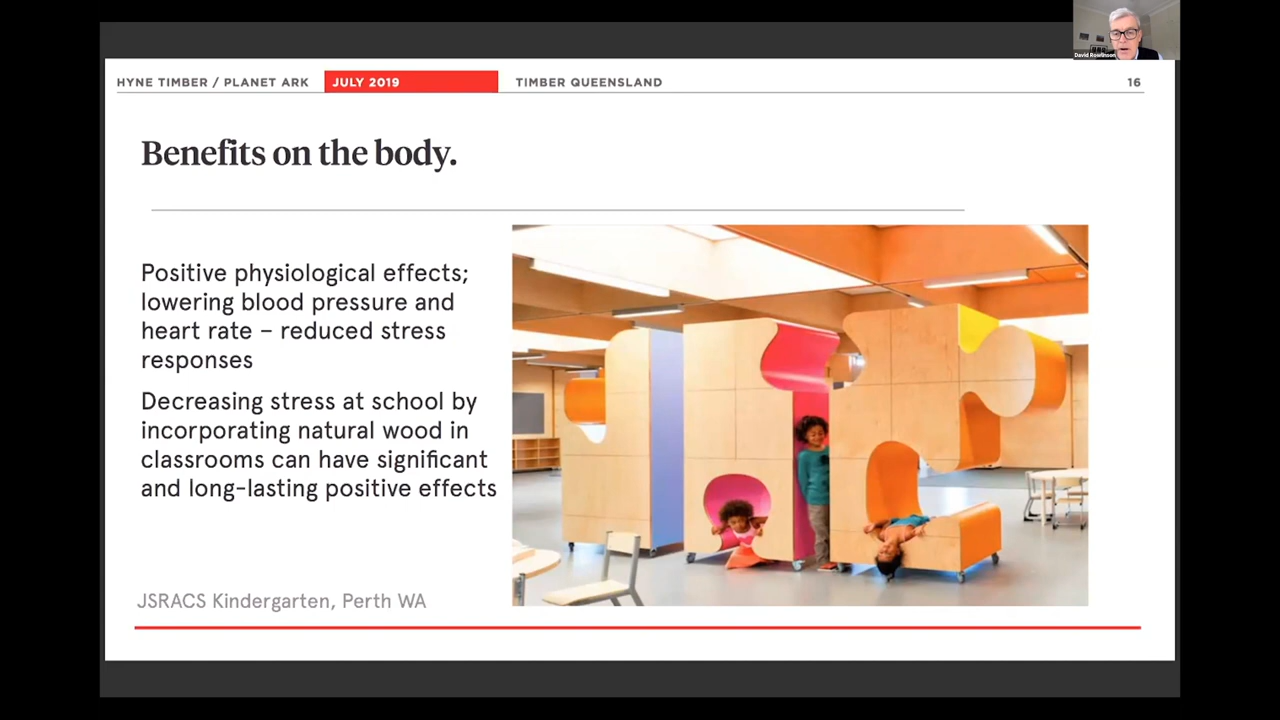 David Rowlinson
HYNE TIMBER / PLANET ARK JULY 2019 TIMBER QUEENSLAND 16
Benefits on the body.
Positive physiological effects;
lowering blood pressure and
heart rate – reduced stress
responses
Decreasing stress at school by
incorporating natural wood in
classrooms can have significant
and long-lasting positive effects
JSRACS Kindergarten, Perth WA